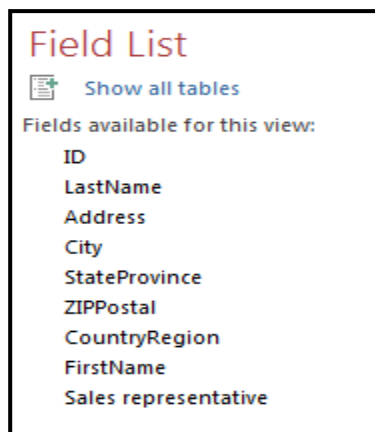 Field List
Show all tables
Fields available for this view:
ID
LastName
Address
City
StateProvince
ZIPPostal
CountryRegion
FirstName
Sales representative